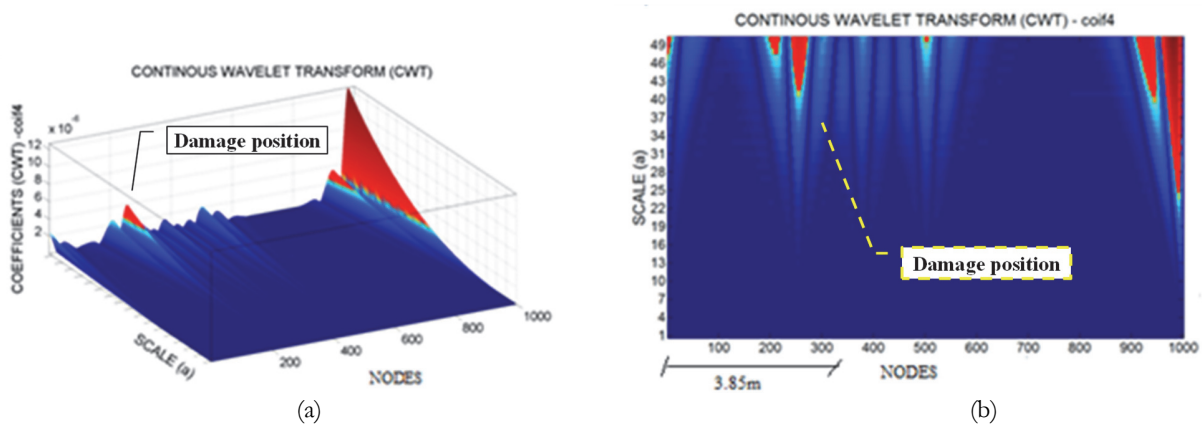 CONTINOUS WAVELET TRANSFORM (CWT)
x 10
Damage position
COEFFICIENTS (CWT) -coif4
12
10
8
6
4
2
SCALE (a)
200
400
600
800
1000
NODES
(a)
CONTINOUS WAVELET TRANSFORM (CWT) - coif4
SCALE (a)
49
46
43
40
37
34
31
28
25
22
19
16
13
10
7
4
1
Damage position
100 200 300 400 500 600 700 800 900 1000
3.85m
NODES
(b)